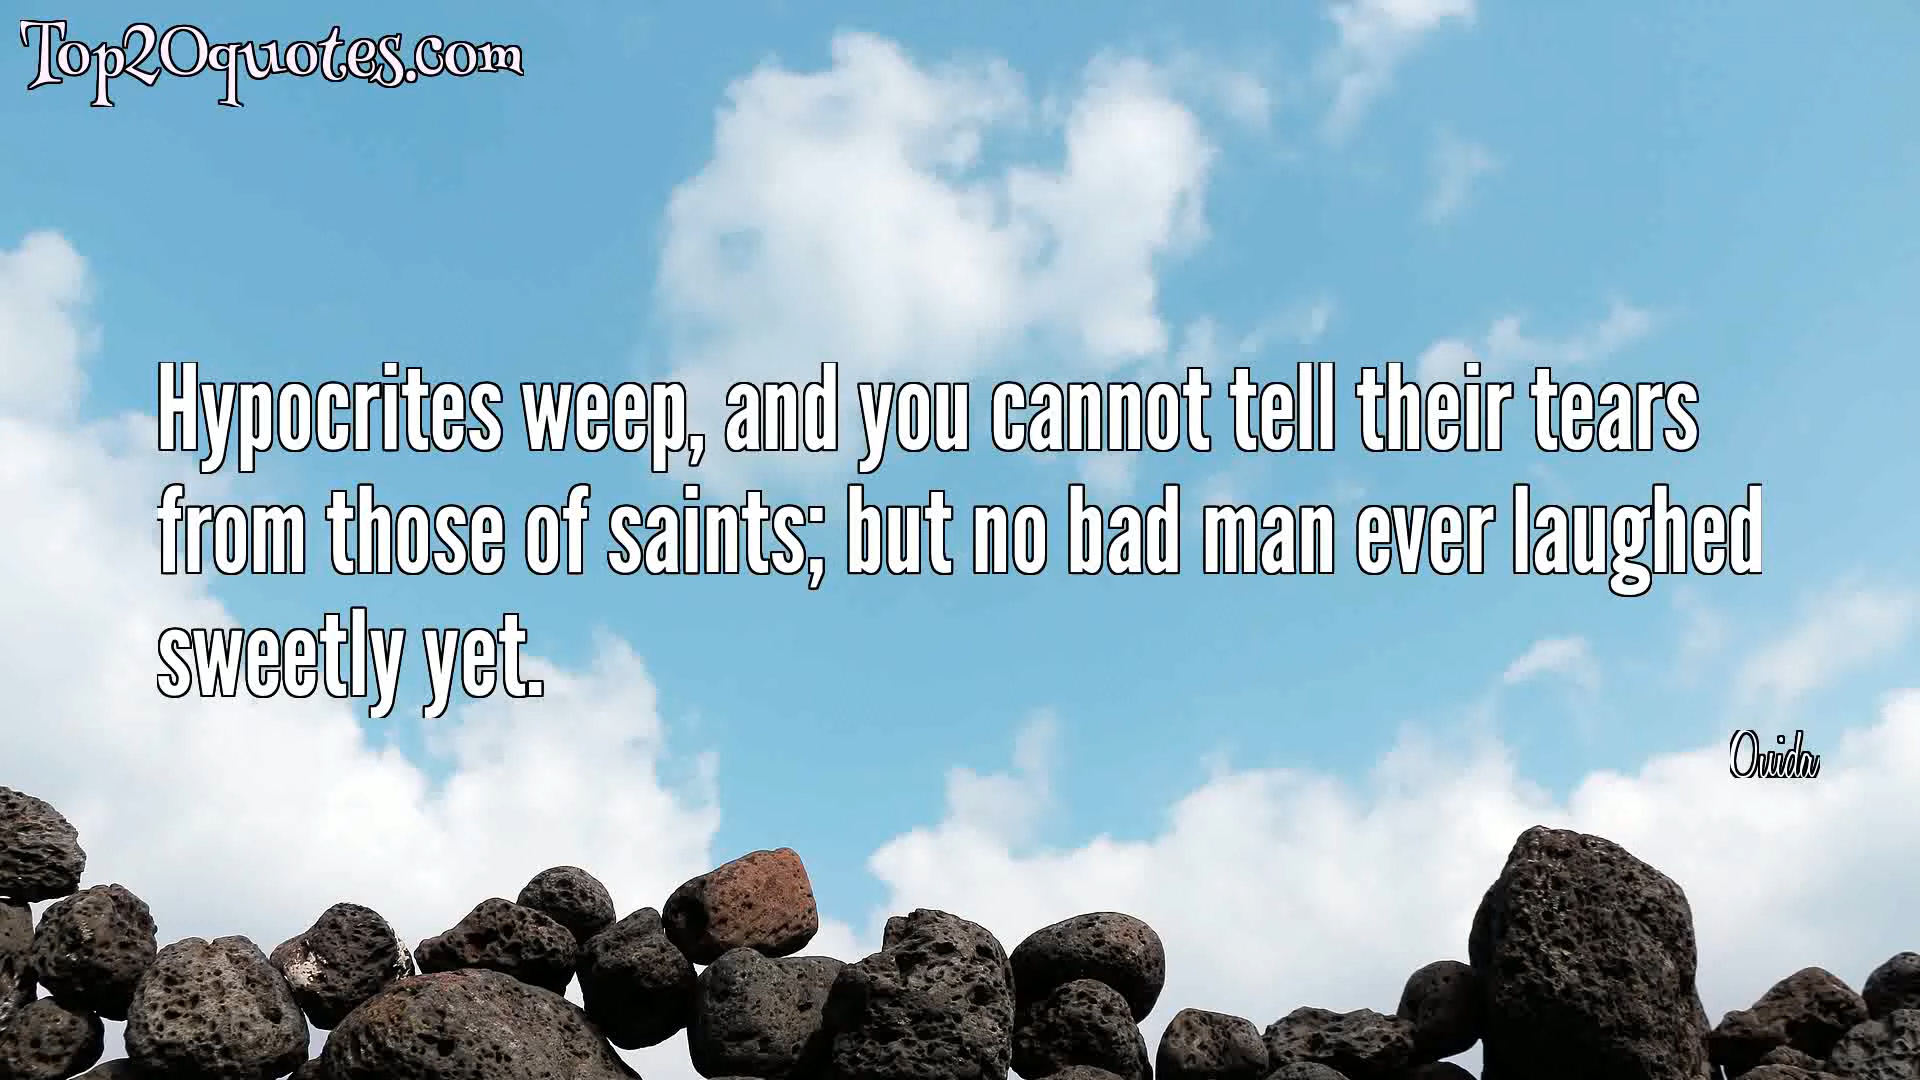 Top20quotes.com
Hypocrites weep, and you cannot tell their tears
from those of saints; but no bad man ever laughed
sweetly yet.
Ouida